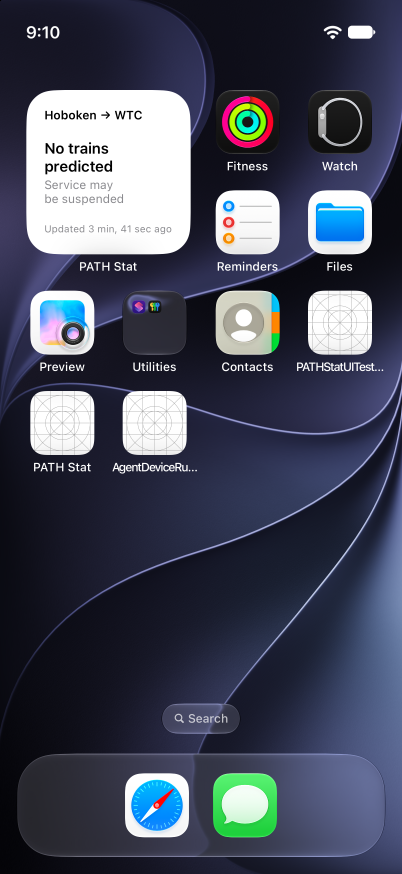 9:10
Hoboken → WTC
No trains
predicted
Service may
be suspended
Updated 3 min, 41 sec ago
PATH Stat
Fitness
Watch
Reminders
Files
Preview
Utilities
Contacts
PATHStatUITest...
PATH Stat
AgentDeviceRu...
Search